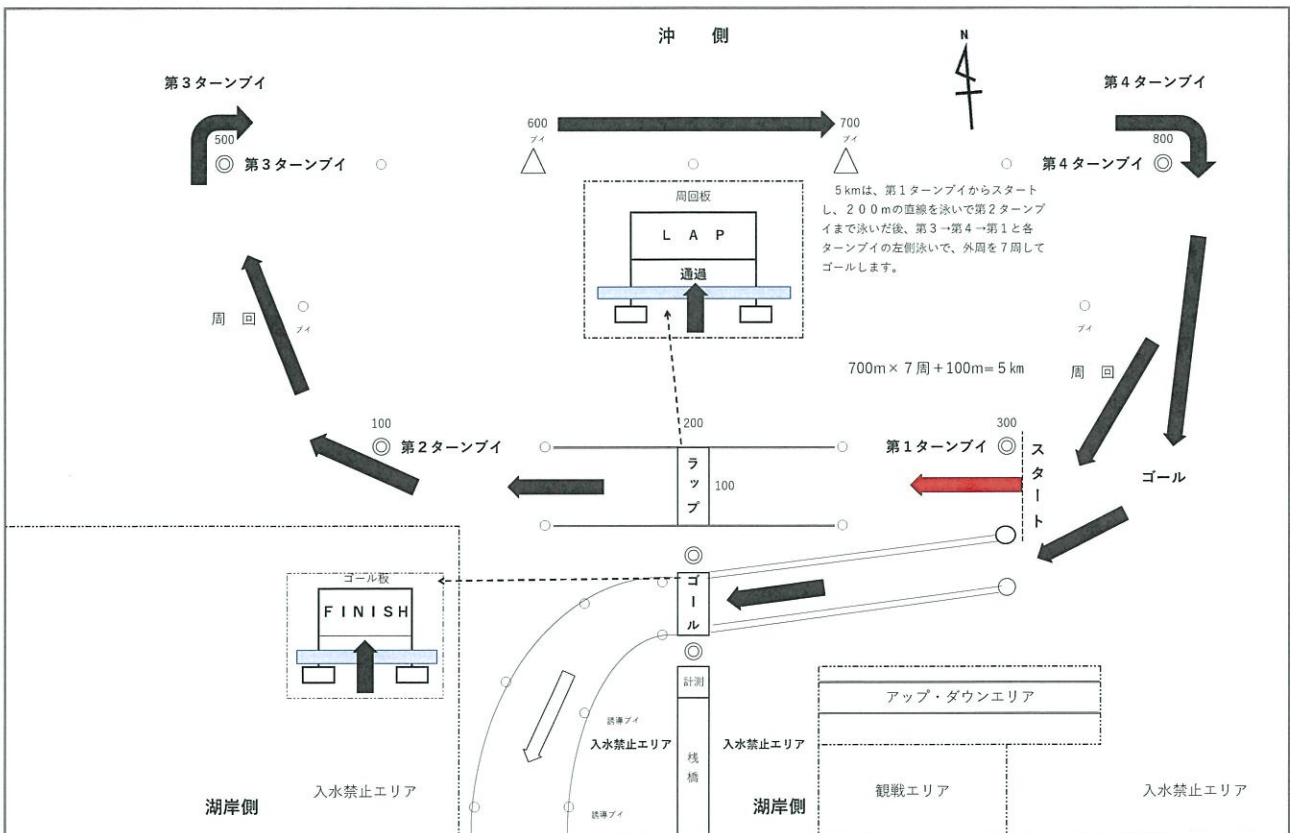 沖 側
N
第3ターンブイ
第4ターンブイ
500
第3ターンブイ
600
ブイ
700
ブイ
800
第4ターンブイ
周回板
LAP
通過
5kmは、第1ターンブイからスタート
し、200mの直線を泳いで第2ターンブ
イまで泳いだ後、第3→第4→第1と各
ターンブイの左側泳いで、外周を7周して
ゴールします。
周 回
ブイ
ブイ
周 回
700m×7周+100m=5㎞
100
第2ターンブイ
200
第1ターンブイ
300
ラップ
100
スタート
ゴール
ゴール板
FINISH
ゴール
計測
桟橋
アップ・ダウンエリア
誘導ブイ
入水禁止エリア
入水禁止エリア
入水禁止エリア
湖岸側
誘導ブイ
湖岸側
観戦エリア
入水禁止エリア